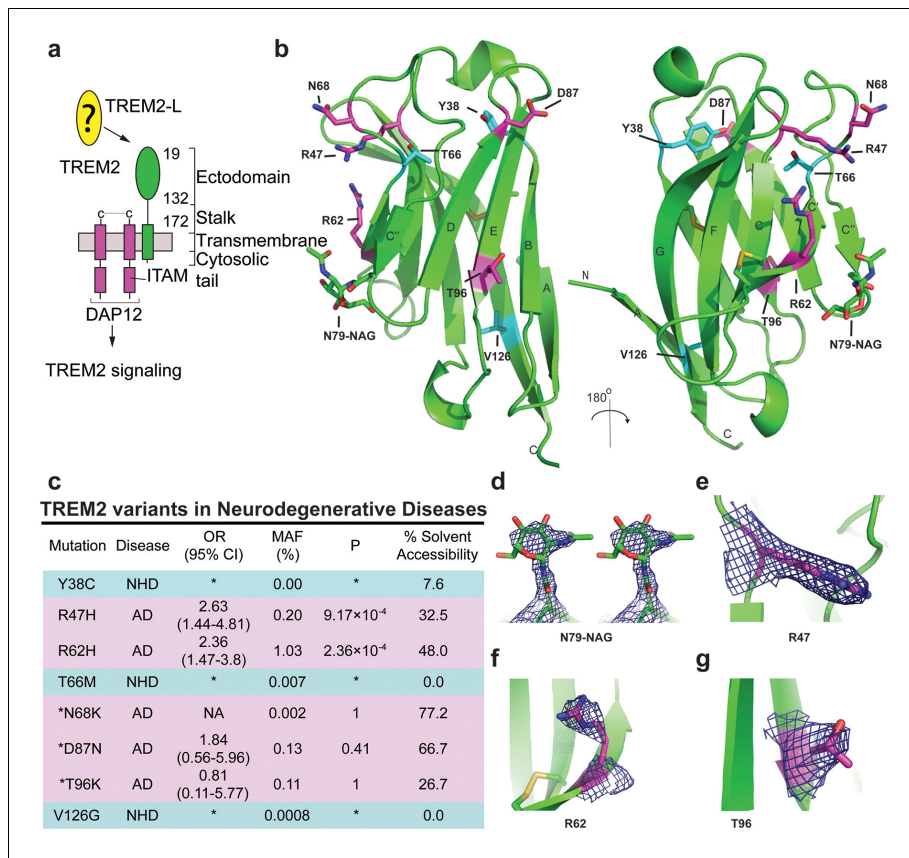 a
?
TREM2-L
TREM2
19
Ectodomain
132
Stalk
172
C C
Transmembrane
Cytosolic
tail
ITAM
DAP12
TREM2 signaling
b
N68
Y38
D87
R47
T66
R62
C''
D
E
B
A
T96
N79-NAG
V126
C
180°
N68
D87
Y38
R47
T66
C'
C''
F
C
G
N
A
R62
T96
N79-NAG
V126
C
c
TREM2 variants in Neurodegenerative Diseases
Mutation Disease OR (95% CI) MAF (%) P % Solvent Accessibility
Y38C NHD * 0.00 * 7.6
R47H AD 2.63 (1.44-4.81) 0.20 9.17×10-4 32.5
R62H AD 2.36 (1.47-3.8) 1.03 2.36×10-4 48.0
T66M NHD * 0.007 * 0.0
*N68K AD NA 0.002 1 77.2
*D87N AD 1.84 (0.56-5.96) 0.13 0.41 66.7
*T96K AD 0.81 (0.11-5.77) 0.11 1 26.7
V126G NHD * 0.0008 * 0.0
d
N79-NAG
e
R47
f
R62
g
T96